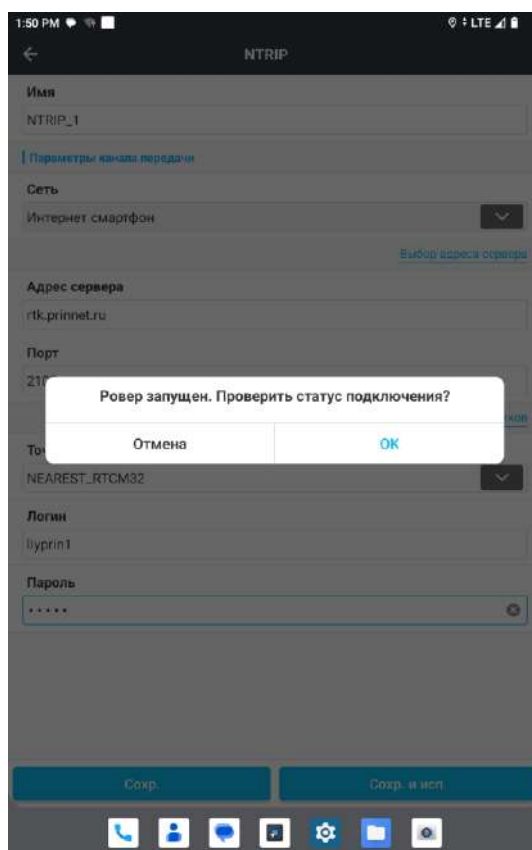 1:50 PM
LTE
NTRIP
Имя
NTRIP_1
Параметры канала передачи
Сеть
Интернет смартфон
Выбор адреса сервера
Адрес сервера
rtk.prinnet.ru
Порт
Ровер запущен. Проверить статус подключения?
Отмена
ОК
NEAREST_RTCM32
Логин
Пароль
•••••
Сохр.
Сохр. и исп.